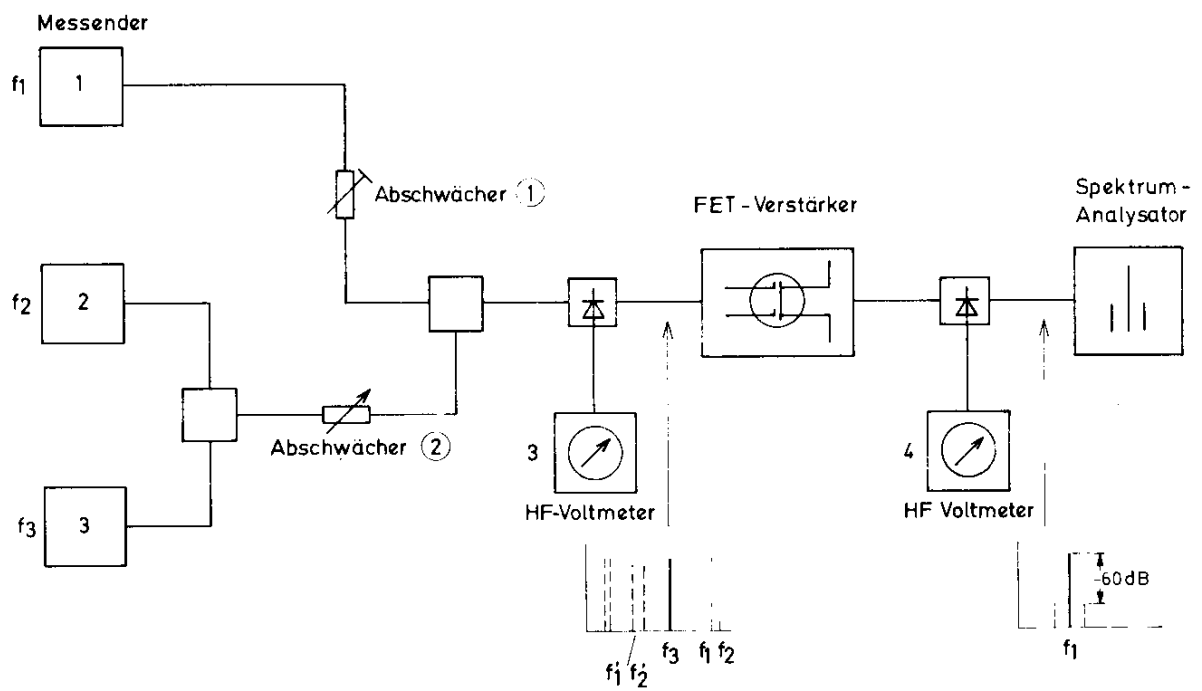 Messender
f1
1
Abschwächer ①
f2
2
Abschwächer ②
f3
3
FET-Verstärker
Spektrum-
Analysator
3
HF-Voltmeter
4
HF Voltmeter
f1' f2' f3 f1 f2
-60dB
f1